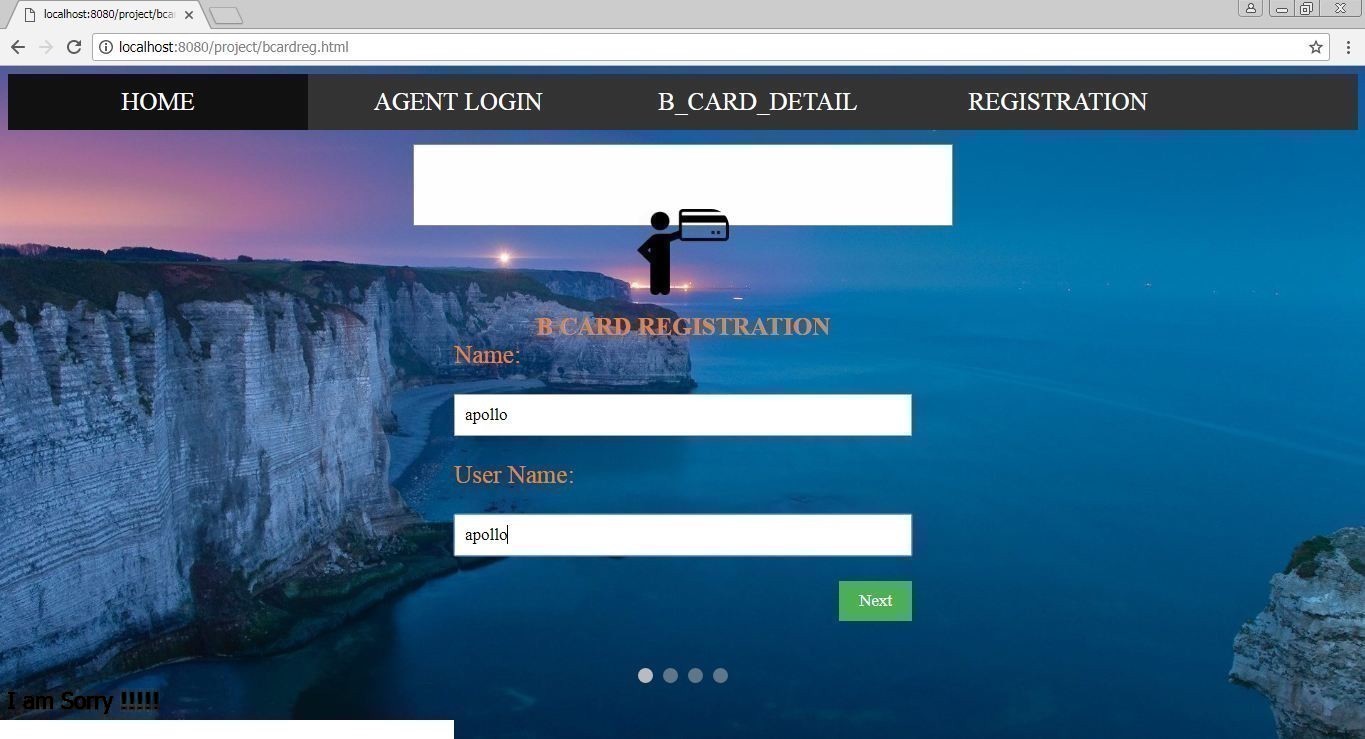 localhost:8080/project/bca
localhost:8080/project/bcardreg.html
HOME AGENT LOGIN B_CARD_DETAIL REGISTRATION
B CARD REGISTRATION
Name:
apollo
User Name:
apollo
Next
I am Sorry !!!!!